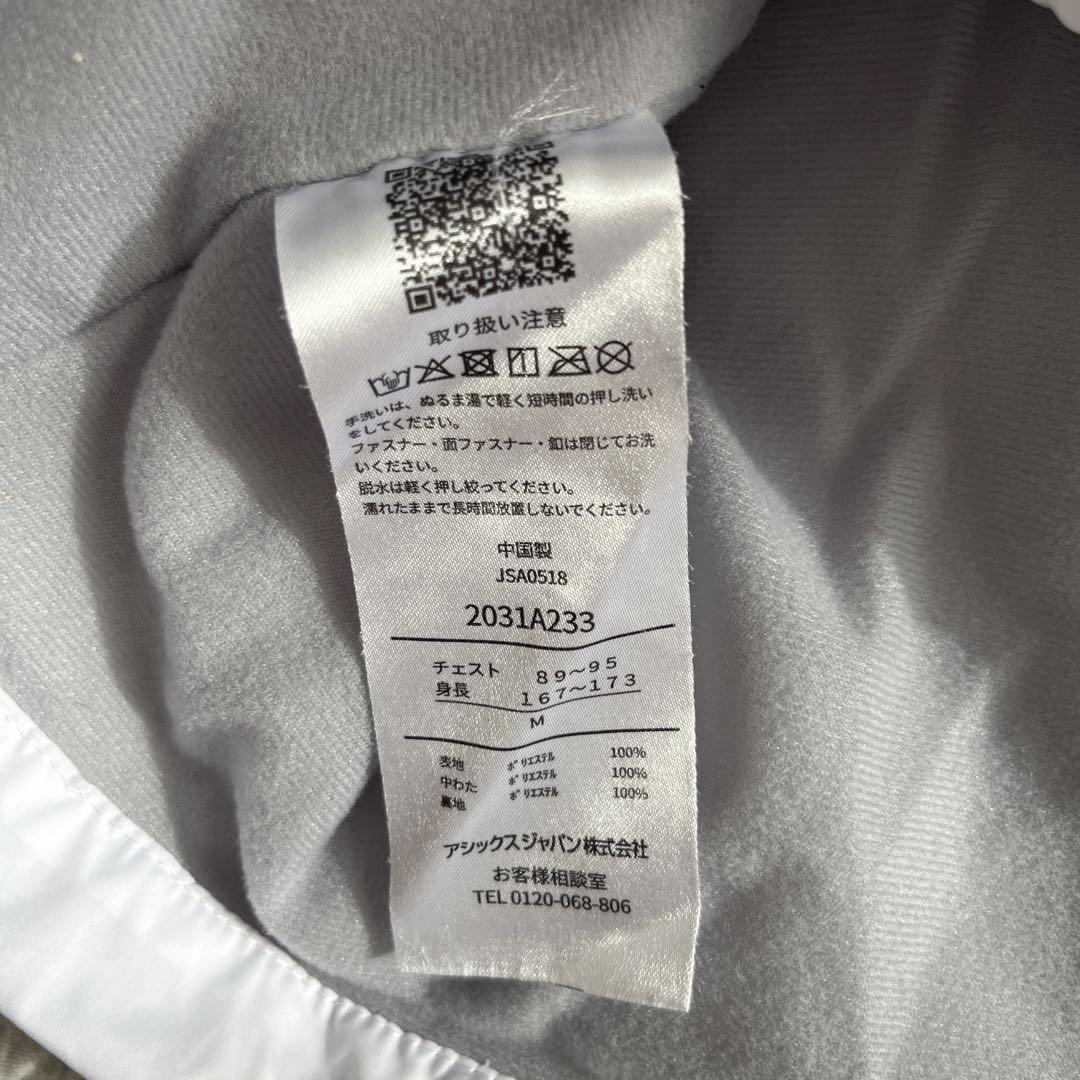 取り扱い注意
手洗いは、ぬるま湯で軽く短時間の押し洗い
をしてください。
ファスナー・面ファスナー・釦は閉じてお洗
いください。
脱水は軽く押し絞ってください。
濡れたままで長時間放置しないでください。
中国製
JSA0518
2031A233
チェスト 89～95
身長 167～173
M
表地 ポリエステル 100%
中わた ポリエステル 100%
裏地 ポリエステル 100%
アシックスジャパン株式会社
お客様相談室
TEL 0120-068-806